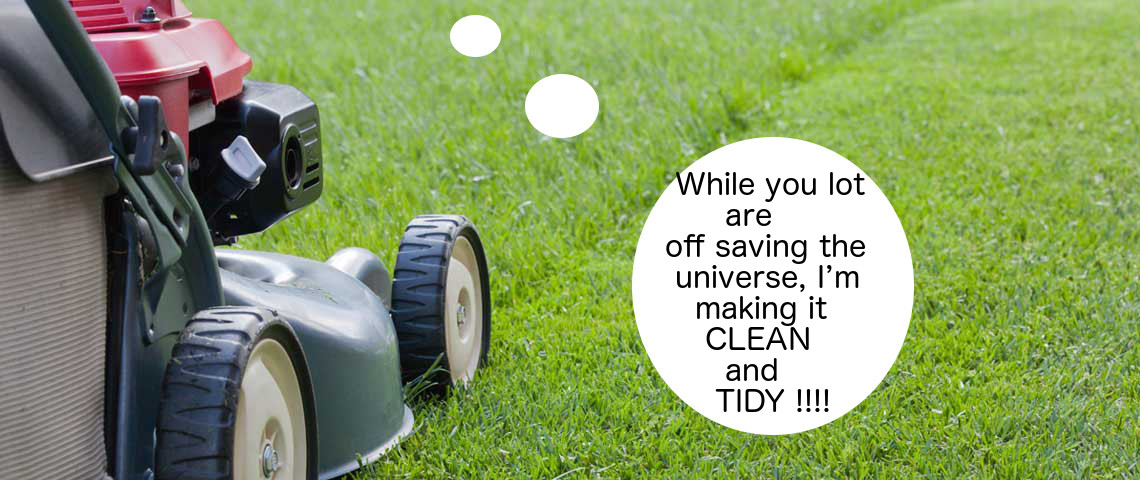 While you lot
are
off saving the
universe, I’m
making it
CLEAN
and
TIDY !!!!